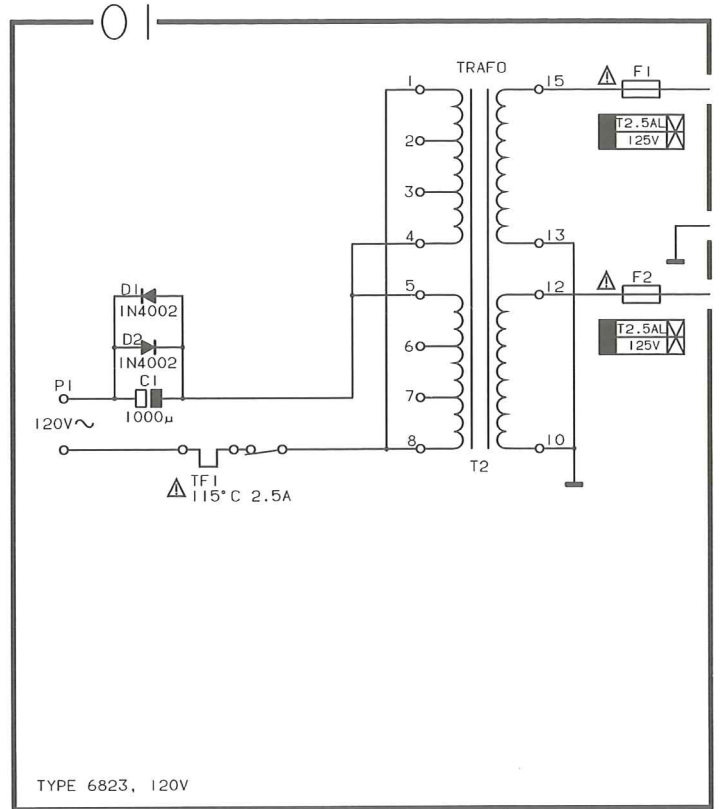 TRAFO
1
15
F1
T2.5AL
125V
2
3
4
13
D1
1N4002
5
12
F2
D2
1N4002
6
T2.5AL
125V
P1
C1
1000µ
7
120V~
8
10
TF1
115°C 2.5A
T2
TYPE 6823, 120V